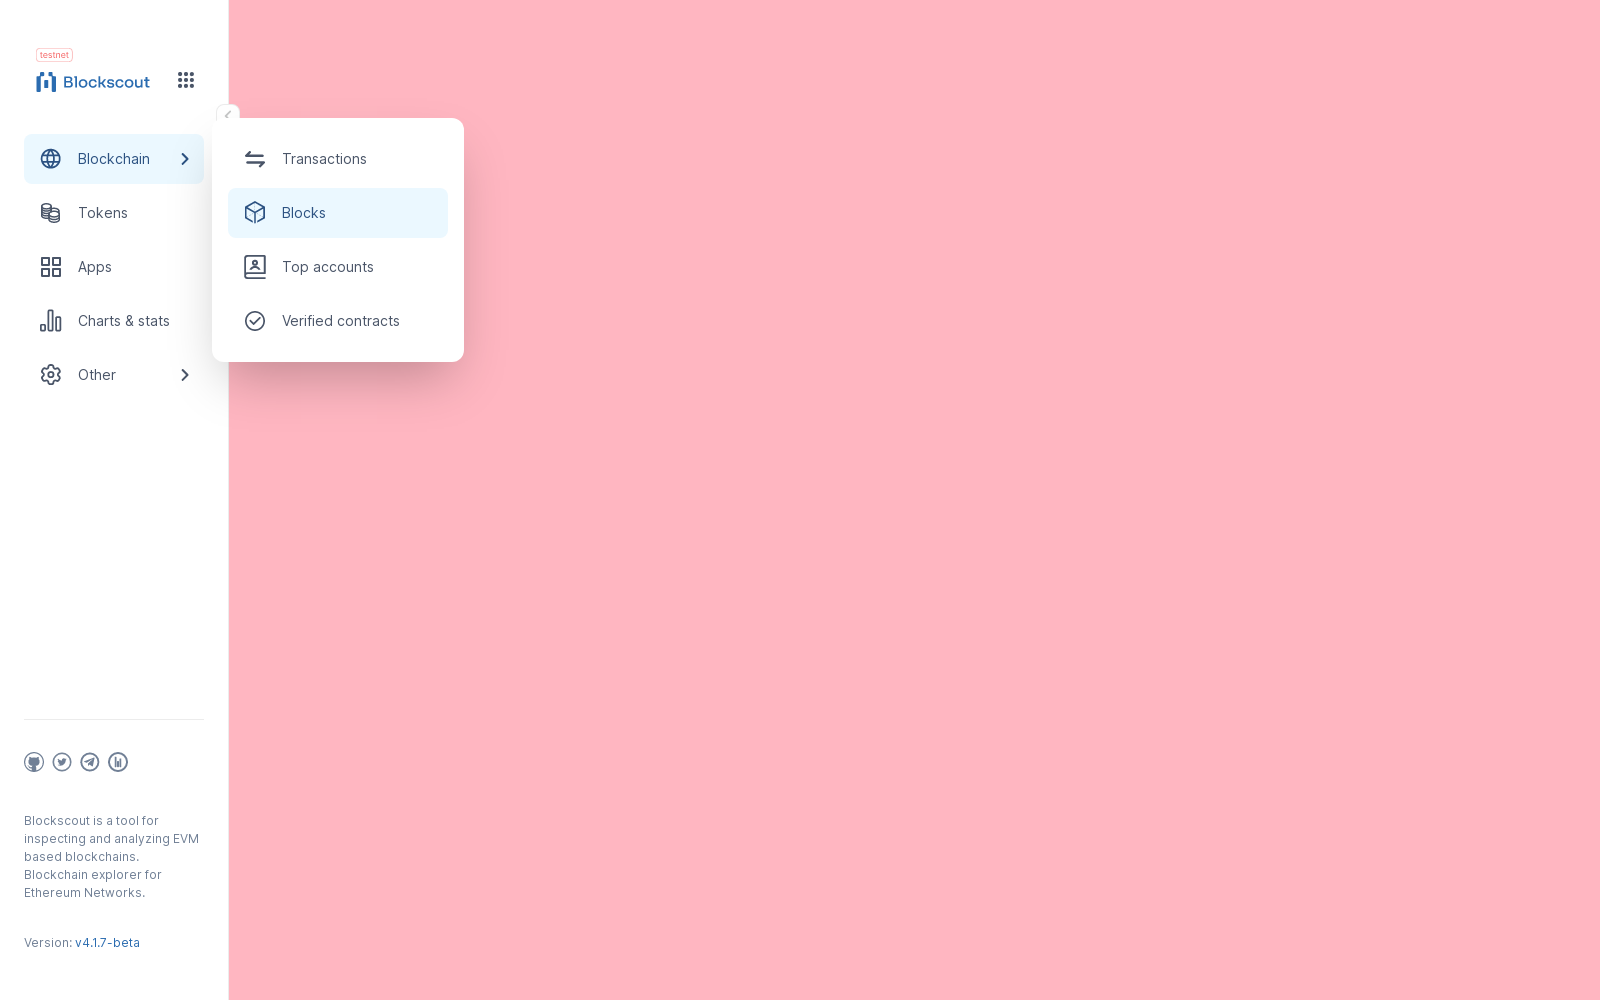 testnet
Blockscout
Blockchain
Tokens
Apps
Charts & stats
Other
Transactions
Blocks
Top accounts
Verified contracts
Blockscout is a tool for
inspecting and analyzing EVM
based blockchains.
Blockchain explorer for
Ethereum Networks.
Version: v4.1.7-beta